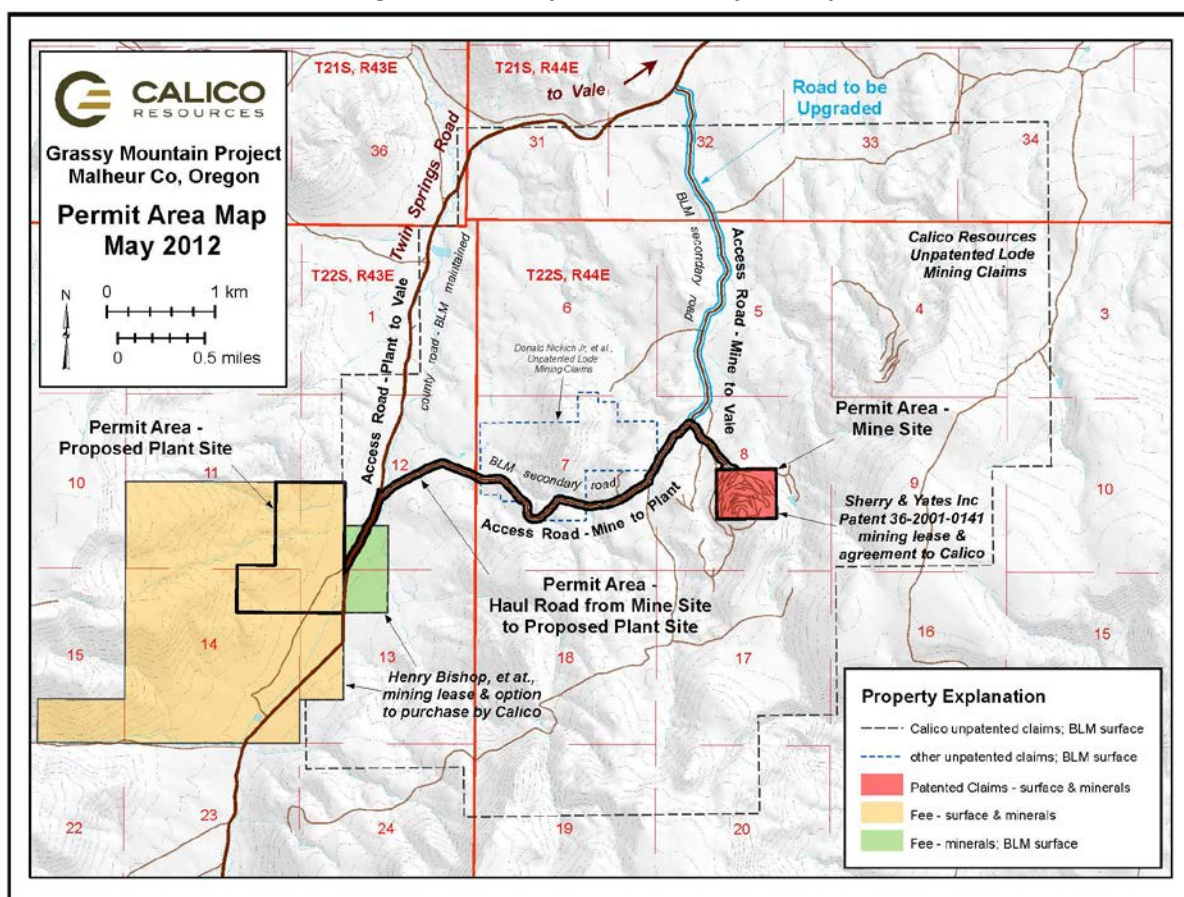 CALICO
RESOURCES
Grassy Mountain Project
Malheur Co, Oregon
Permit Area Map
May 2012
N
0 1 km
0 0.5 miles
T21S, R43E
T21S, R44E
to Vale
Road to be
Upgraded
36
31
32
33
34
Twin Springs Road
BLM secondary road
Access Road - Mine to Vale
Calico Resources
Unpatented Lode
Mining Claims
T22S, R43E
T22S, R44E
1
6
5
4
3
Access Road - Plant to Vale
county road - BLM maintained
Donald Nickich Jr, et al.,
Unpatented Lode
Mining Claims
Permit Area -
Proposed Plant Site
Permit Area -
Mine Site
10
11
12
7
8
9
10
BLM secondary road
Access Road - Mine to Plant
Sherry & Yates Inc
Patent 36-2001-0141
mining lease &
agreement to Calico
Permit Area -
Haul Road from Mine Site
to Proposed Plant Site
15
14
13
18
17
16
15
Henry Bishop, et at.,
mining lease & option
to purchase by Calico
22
23
24
19
20
Property Explanation
Calico unpatented claims; BLM surface
other unpatented claims; BLM surface
Patented Claims - surface & minerals
Fee - surface & minerals
Fee - minerals; BLM surface